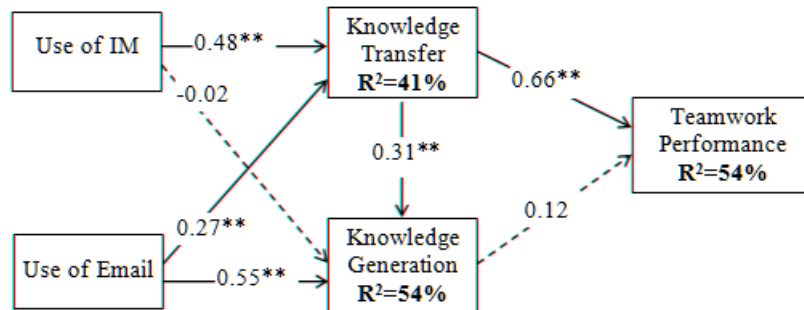 Use of IM
0.48**
Knowledge
Transfer
R²=41%
-0.02
0.66**
0.31**
Teamwork
Performance
R²=54%
0.27**
0.12
Use of Email
0.55**
Knowledge
Generation
R²=54%